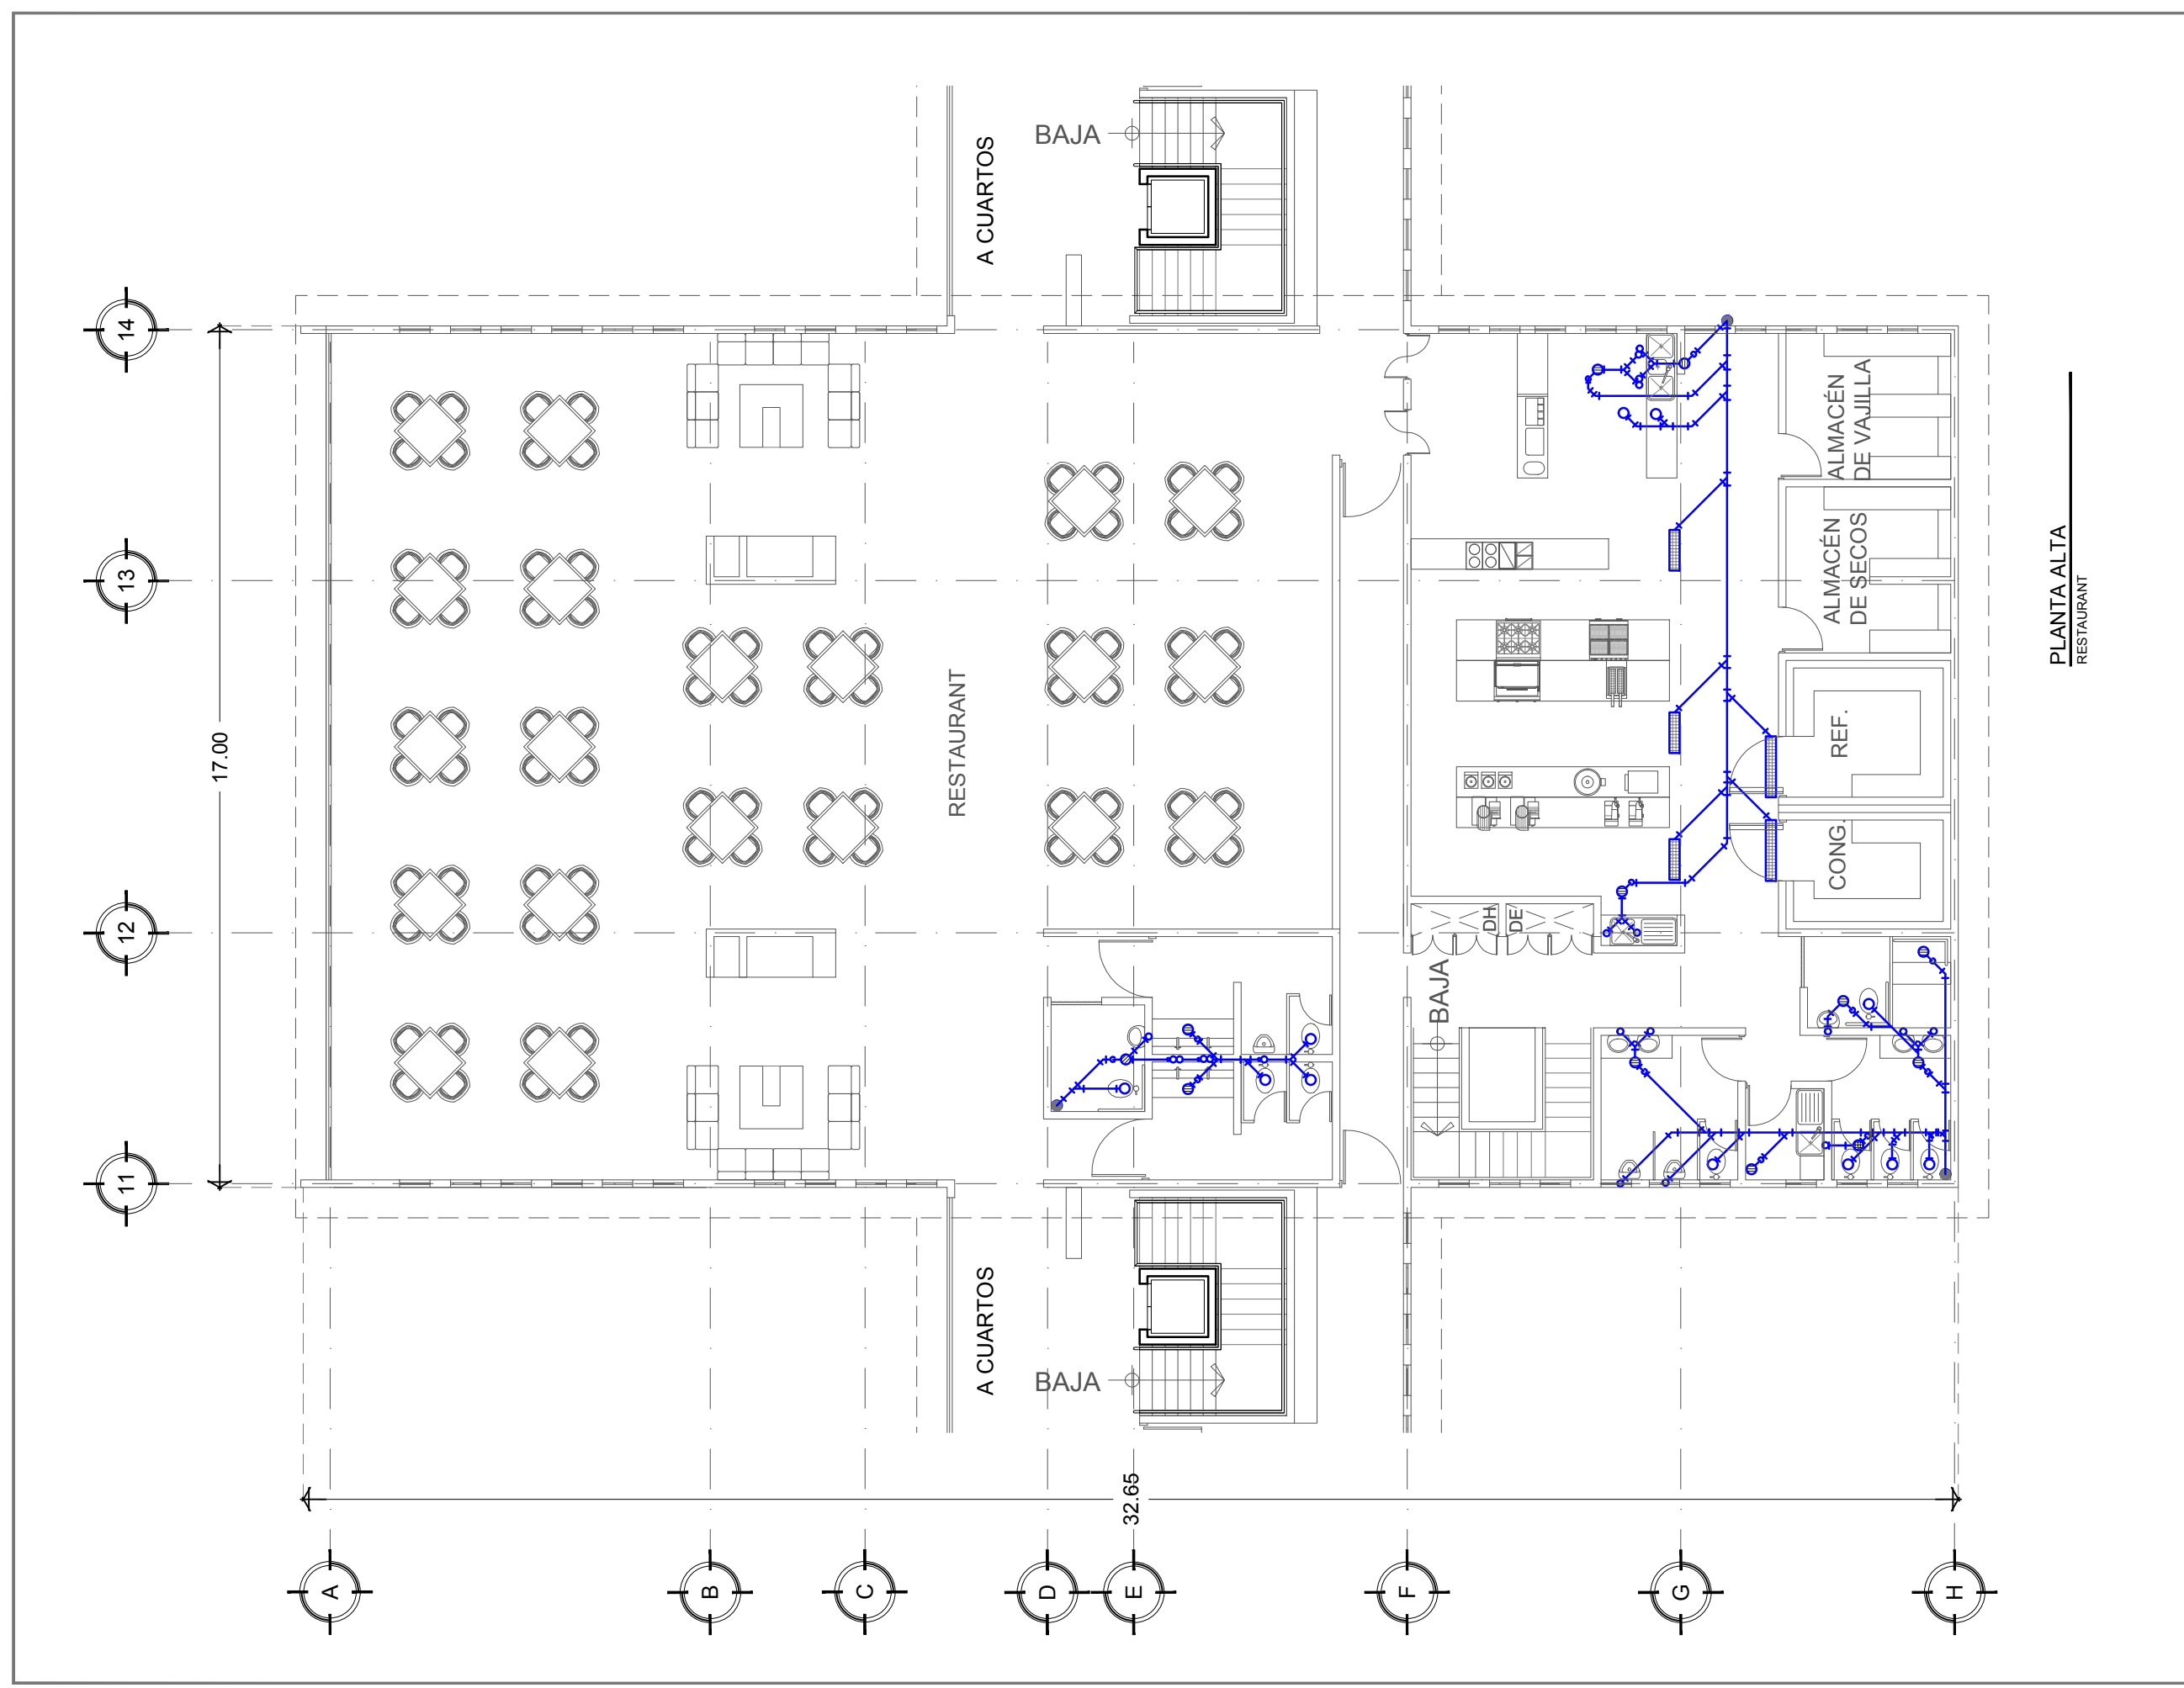 A CUARTOS
BAJA
14
13
12
11
17.00
RESTAURANT
ALMACÉN
DE VAJILLA
ALMACÉN
DE SECOS
REF.
CONG.
DH
DE
BAJA
A CUARTOS
BAJA
32.65
A
B
C
D
E
F
G
H
PLANTA ALTA
RESTAURANT